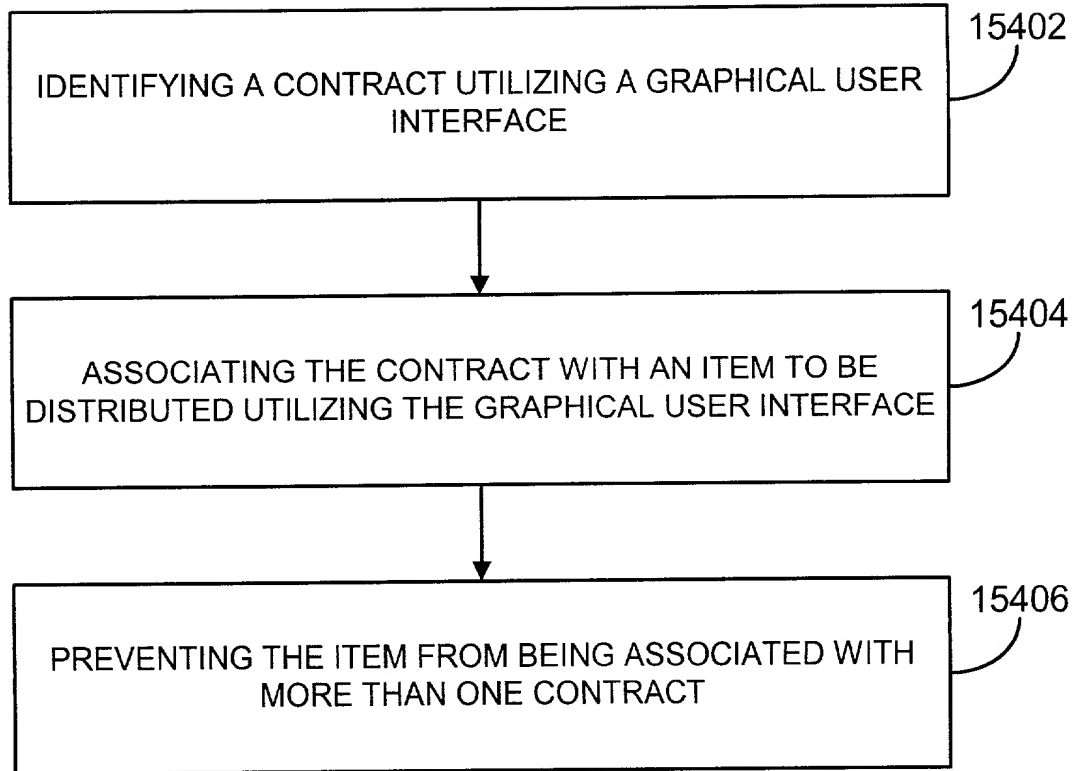 15402
IDENTIFYING A CONTRACT UTILIZING A GRAPHICAL USER
INTERFACE
15404
ASSOCIATING THE CONTRACT WITH AN ITEM TO BE
DISTRIBUTED UTILIZING THE GRAPHICAL USER INTERFACE
15406
PREVENTING THE ITEM FROM BEING ASSOCIATED WITH
MORE THAN ONE CONTRACT